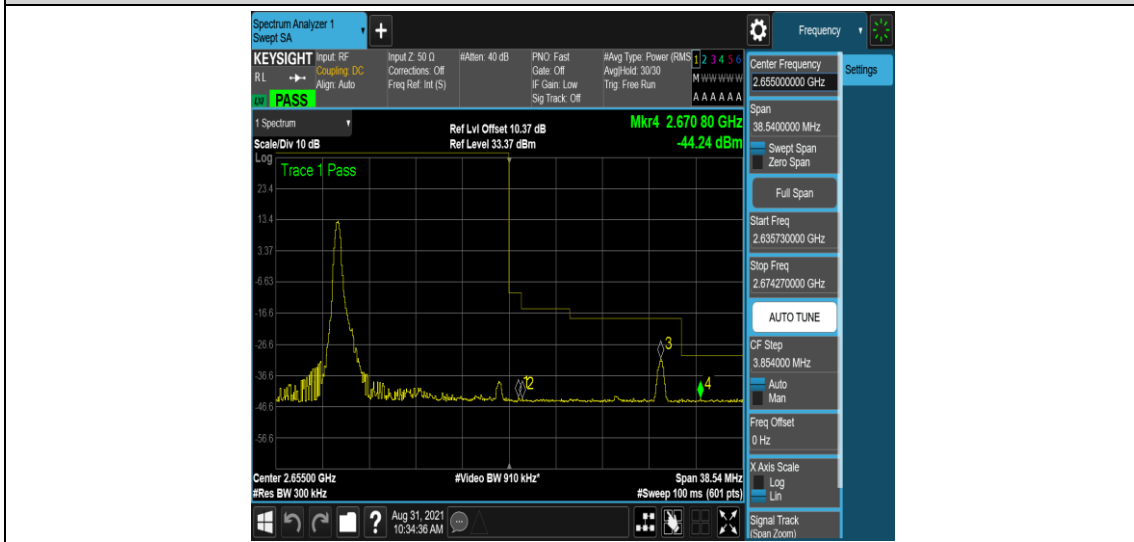 Spectrum Analyzer 1
Swept SA
Frequency
KEYSIGHT
Input: RF
Coupling: DC
Align: Auto
Input Z: 50 Ω
Corrections: Off
Freq Ref: Int (S)
#Atten: 40 dB
PNO: Fast
Gate: Off
IF Gain: Low
Sig Track: Off
#Avg Type: Power (RMS
Avg|Hold: 30/30
Trig: Free Run
1 2 3 4 5 6
M W W W W W
A A A A A A
RL
LXI
PASS
Center Frequency
2.655000000 GHz
Settings
1 Spectrum
Ref Lvl Offset 10.37 dB
Mkr4 2.670 80 GHz
Scale/Div 10 dB
Ref Level 33.37 dBm
-44.24 dBm
Span
38.5400000 MHz
Swept Span
Zero Span
Full Span
Start Freq
2.635730000 GHz
Stop Freq
2.674270000 GHz
AUTO TUNE
CF Step
3.854000 MHz
Auto
Man
Freq Offset
0 Hz
X Axis Scale
Log
Lin
Signal Track
(Span Zoom)
Log
Trace 1 Pass
23.4
13.4
3.37
-6.63
-16.6
-26.6
-36.6
-46.6
-56.6
1
2
3
4
Center 2.65500 GHz
#Video BW 910 kHz*
Span 38.54 MHz
#Res BW 300 kHz
#Sweep 100 ms (601 pts)
?
Aug 31, 2021
10:34:36 AM